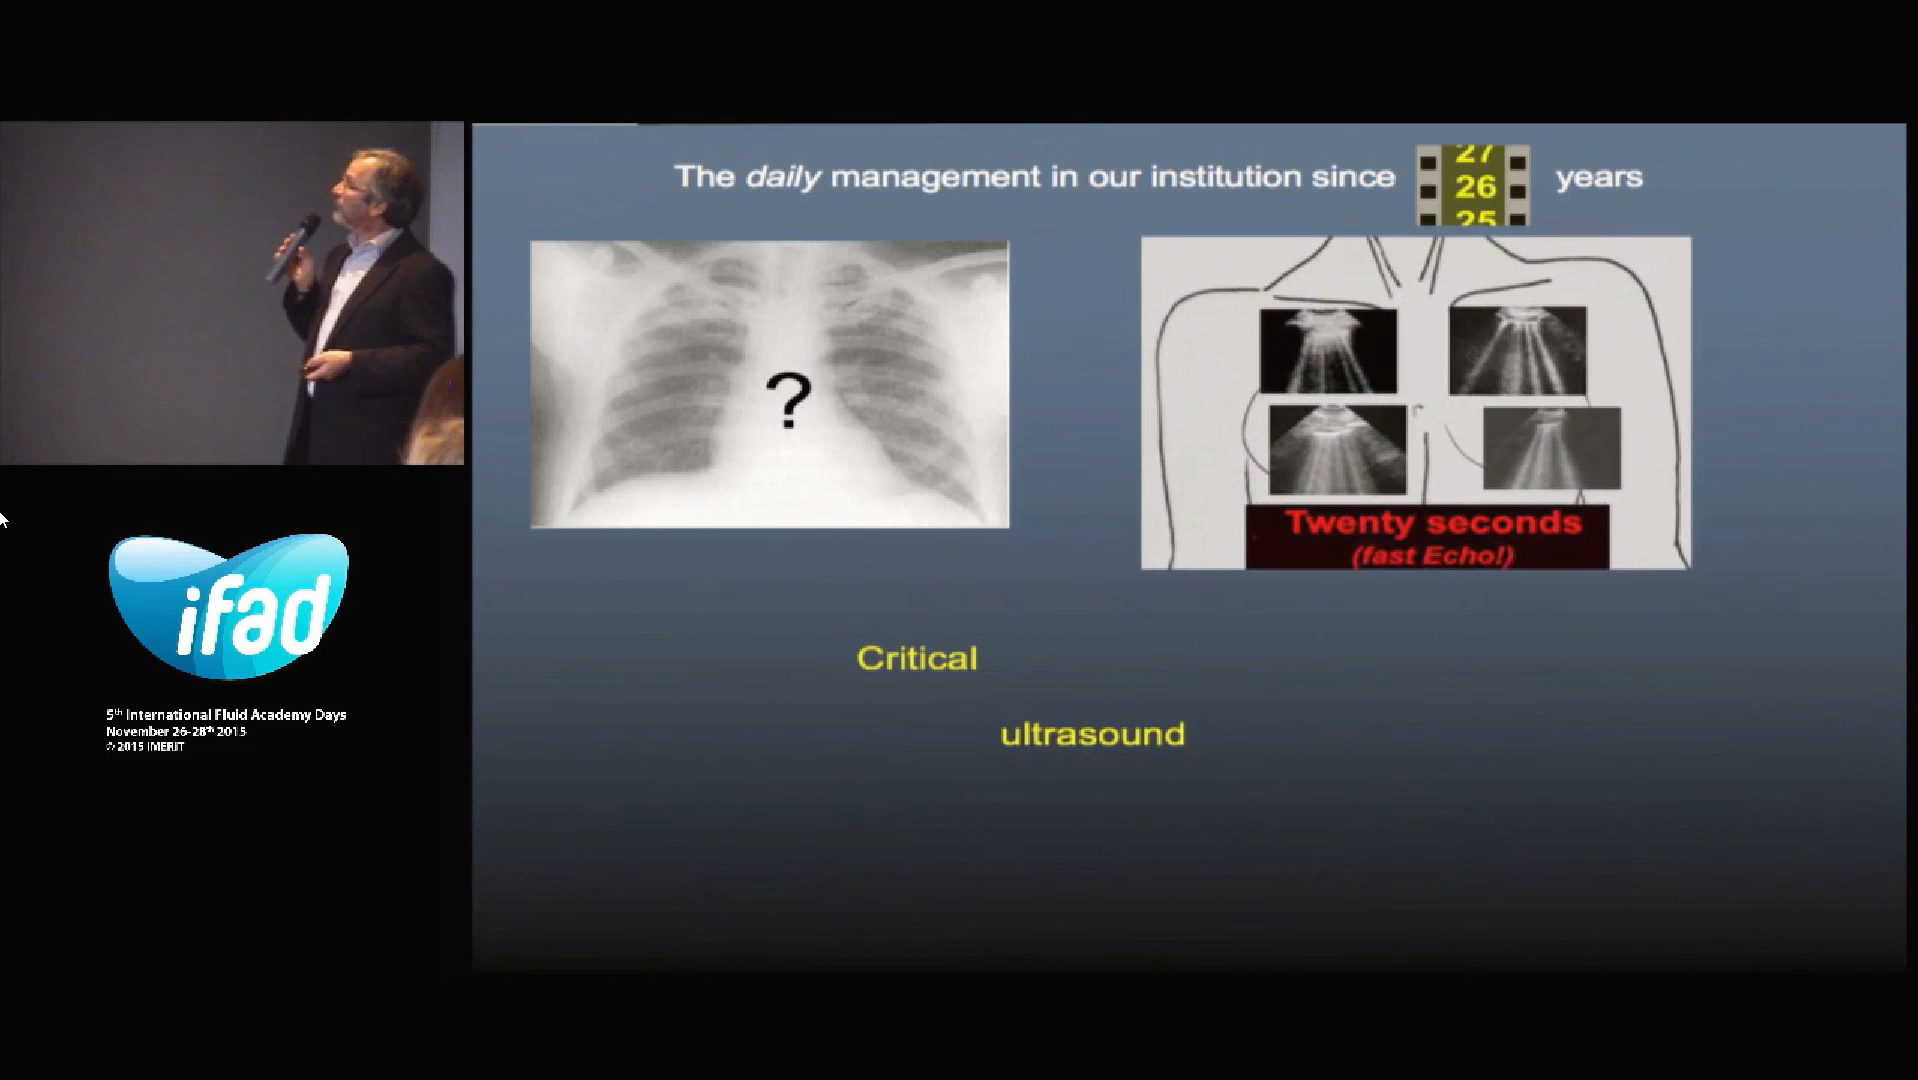 The daily management in our institution since
27
26
25
years
?
Twenty seconds
(fast Echo!)
Critical
ultrasound
ifad
5th International Fluid Academy Days
November 26-28th 2015
© 2015 IMERIT